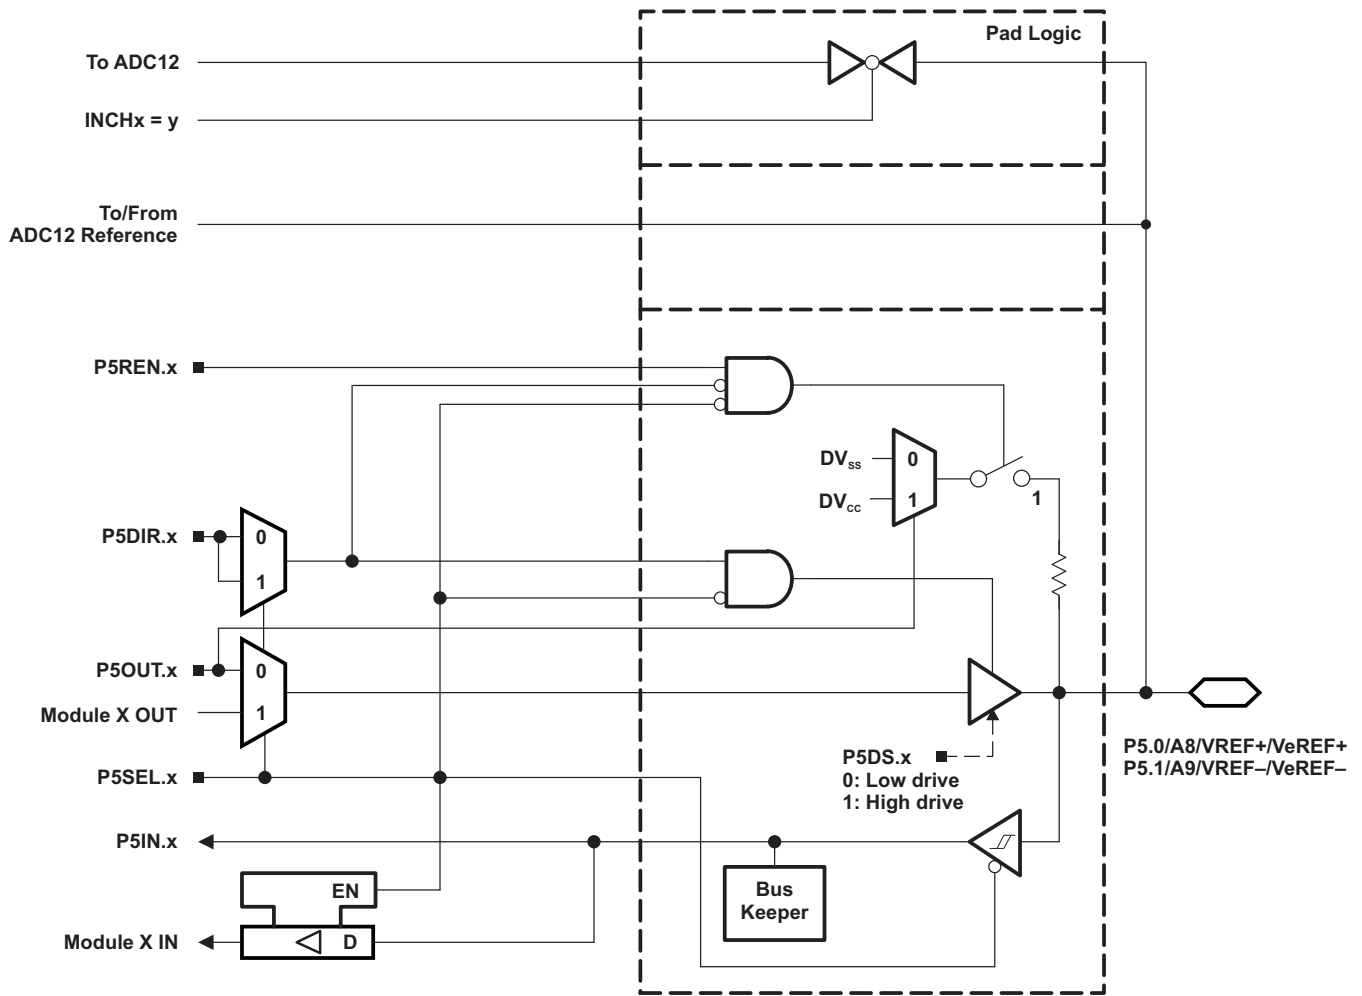 Pad Logic
To ADC12
INCHx = y
To/From
ADC12 Reference
P5REN.x
DVSS
0
DVCC
1
1
P5DIR.x
0
1
P5OUT.x
0
Module X OUT
1
P5DS.x
0: Low drive
1: High drive
P5.0/A8/VREF+/VeREF+
P5.1/A9/VREF–/VeREF–
P5SEL.x
P5IN.x
Bus
Keeper
EN
Module X IN
D